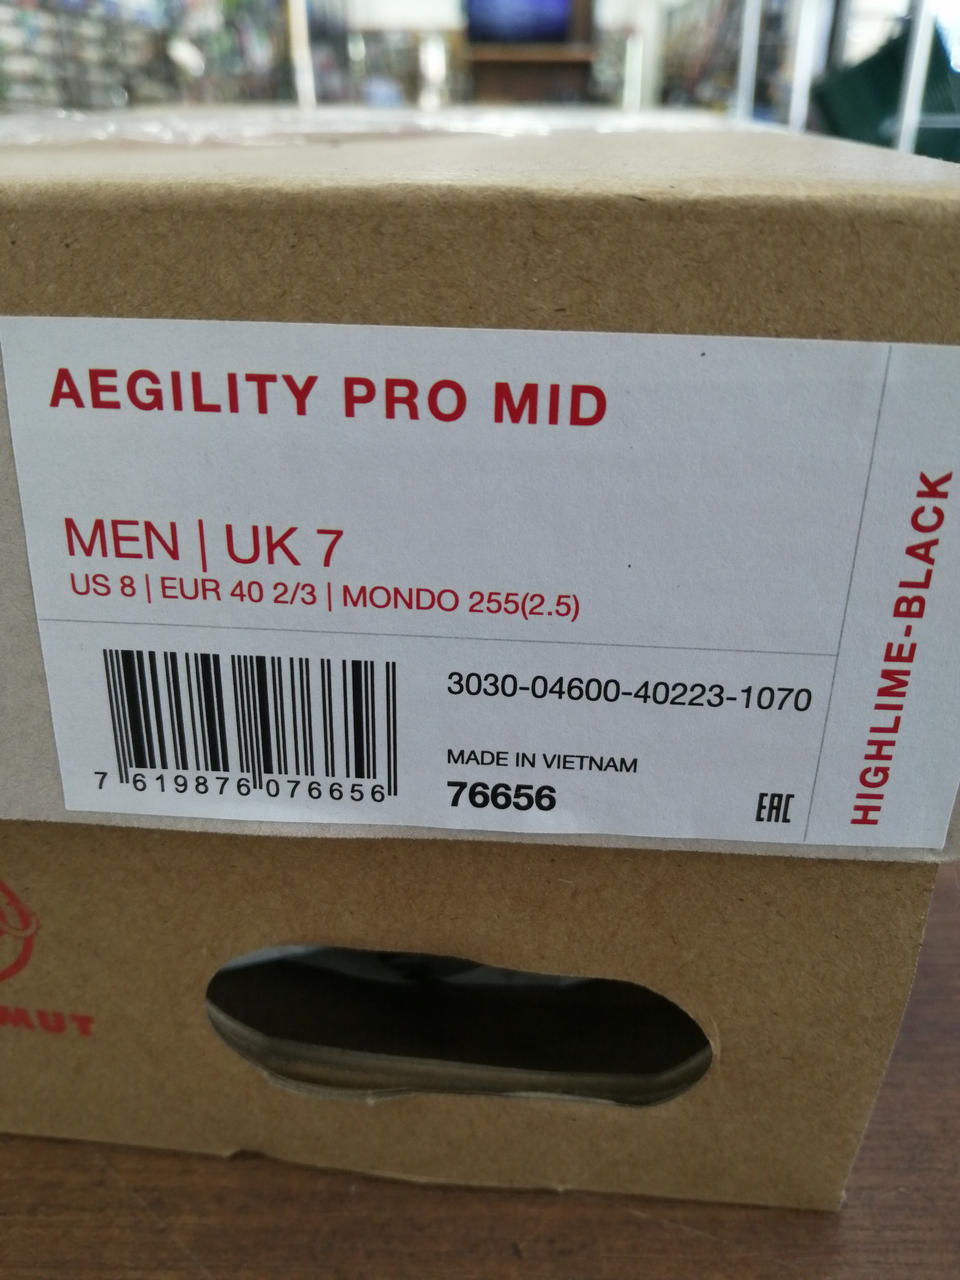 AEGILITY PRO MID
MEN | UK 7
US 8 | EUR 40 2/3 | MONDO 255(2.5)
7 619876 076656
3030-04600-40223-1070
MADE IN VIETNAM
76656
EAC
HIGHLIME-BLACK
MUT